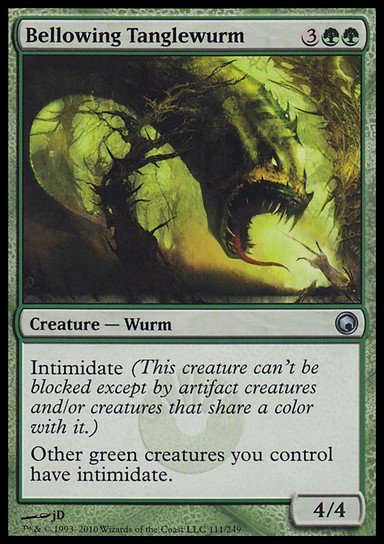 Bellowing Tanglewurm 3
Creature — Wurm
Intimidate (This creature can't be
blocked except by artifact creatures
and/or creatures that share a color
with it.)
Other green creatures you control
have intimidate.
jD
4/4
™ & © 1993–2010 Wizards of the Coast LLC 111/249